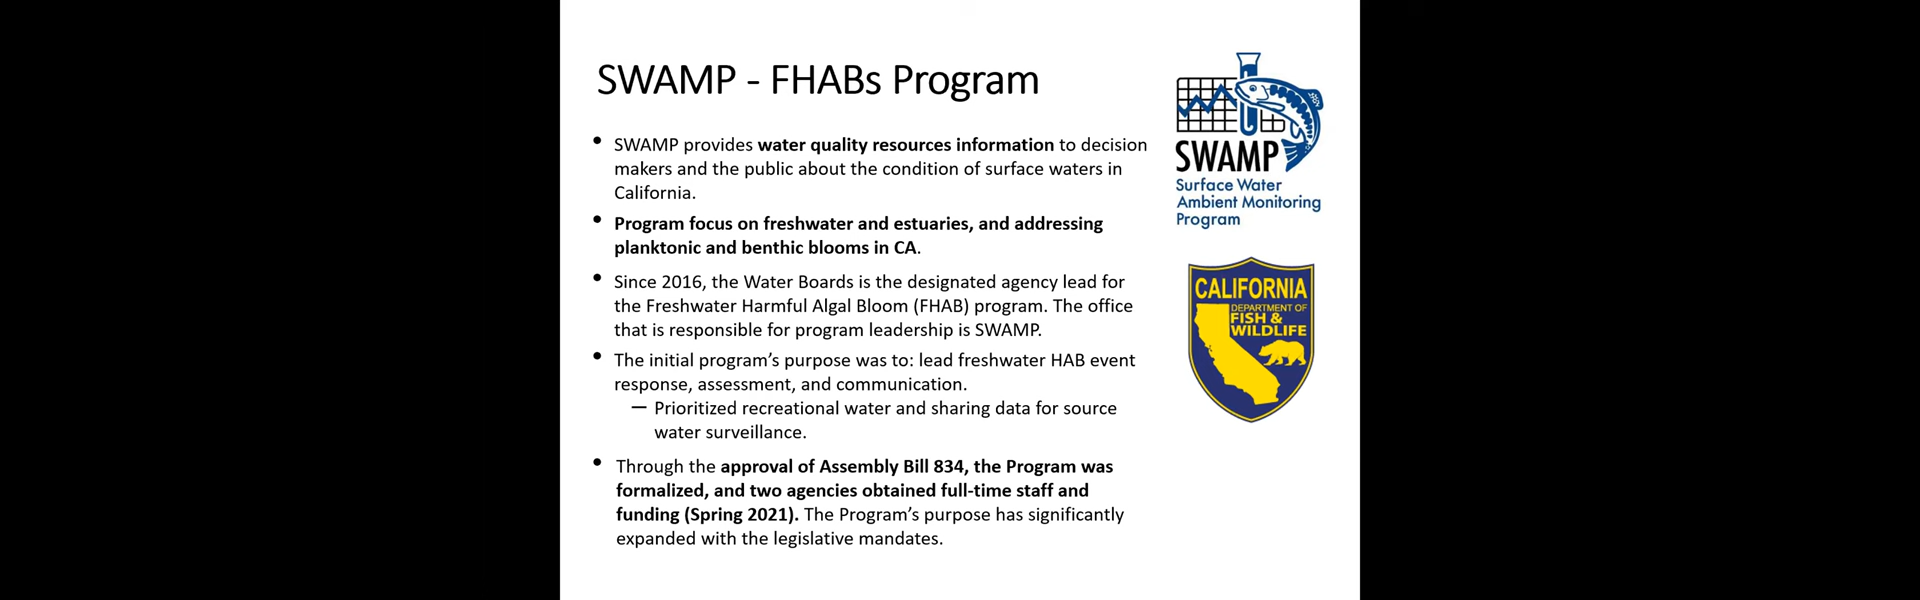 SWAMP - FHABs Program
• SWAMP provides water quality resources information to decision
makers and the public about the condition of surface waters in
California.
• Program focus on freshwater and estuaries, and addressing
planktonic and benthic blooms in CA.
• Since 2016, the Water Boards is the designated agency lead for
the Freshwater Harmful Algal Bloom (FHAB) program. The office
that is responsible for program leadership is SWAMP.
• The initial program’s purpose was to: lead freshwater HAB event
response, assessment, and communication.
— Prioritized recreational water and sharing data for source
water surveillance.
• Through the approval of Assembly Bill 834, the Program was
formalized, and two agencies obtained full-time staff and
funding (Spring 2021). The Program’s purpose has significantly
expanded with the legislative mandates.
SWAMP
Surface Water
Ambient Monitoring
Program
CALIFORNIA
DEPARTMENT OF
FISH &
WILDLIFE